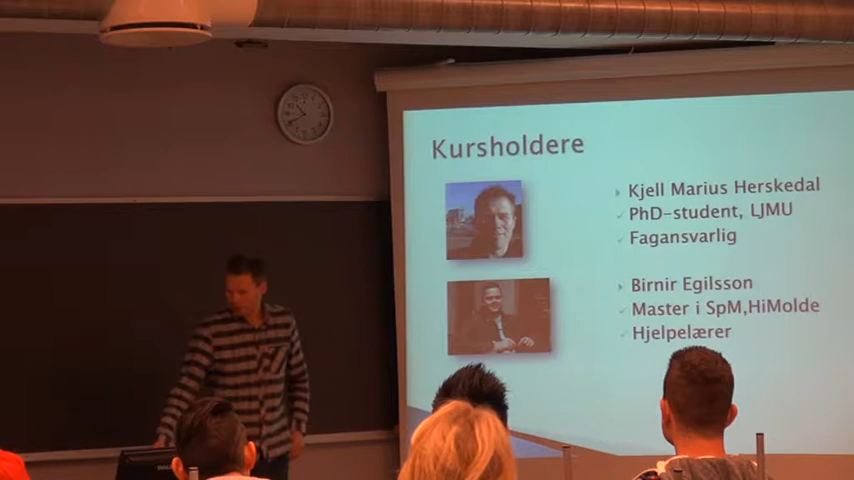 Kursholdere
Kjell Marius Herskedal
PhD-student, LJMU
Fagansvarlig
Birnir Egilsson
Master i SpM,HiMolde
Hjelpelærer